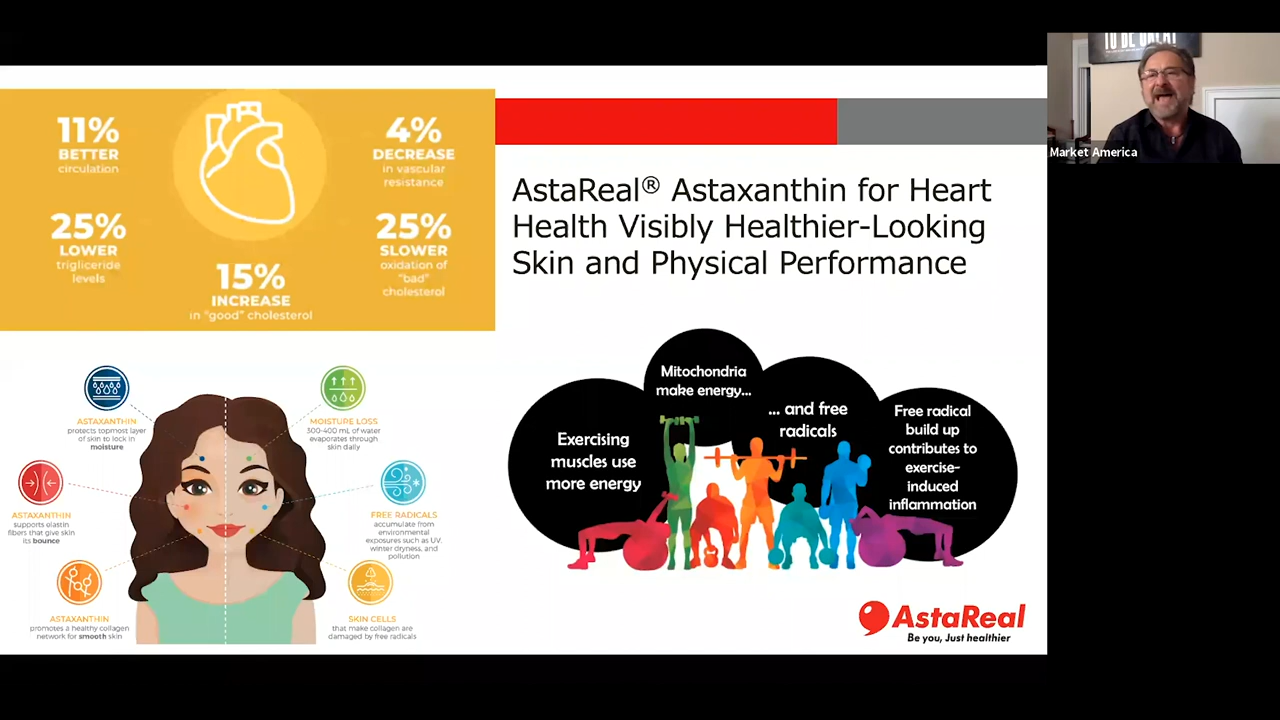 11%
BETTER
circulation
4%
DECREASE
in vascular
resistance
25%
LOWER
trigliceride
levels
25%
SLOWER
oxidation of
"bad"
cholesterol
15%
INCREASE
in "good" cholesterol
AstaReal® Astaxanthin for Heart
Health Visibly Healthier-Looking
Skin and Physical Performance
ASTAXANTHIN
protects topmost layer
of skin to lock in
moisture
MOISTURE LOSS
300-400 mL of water
evaporates through
skin daily
ASTAXANTHIN
supports elastin
fibers that give skin
its bounce
FREE RADICALS
accumulate from
environmental
exposures such as UV,
winter dryness, and
pollution
ASTAXANTHIN
promotes a healthy collagen
network for smooth skin
SKIN CELLS
that make collagen are
damaged by free radicals
Exercising
muscles use
more energy
Mitochondria
make energy...
... and free
radicals
Free radical
build up
contributes to
exercise-
induced
inflammation
AstaReal
Be you, Just healthier
TO BE GREAT
Market America